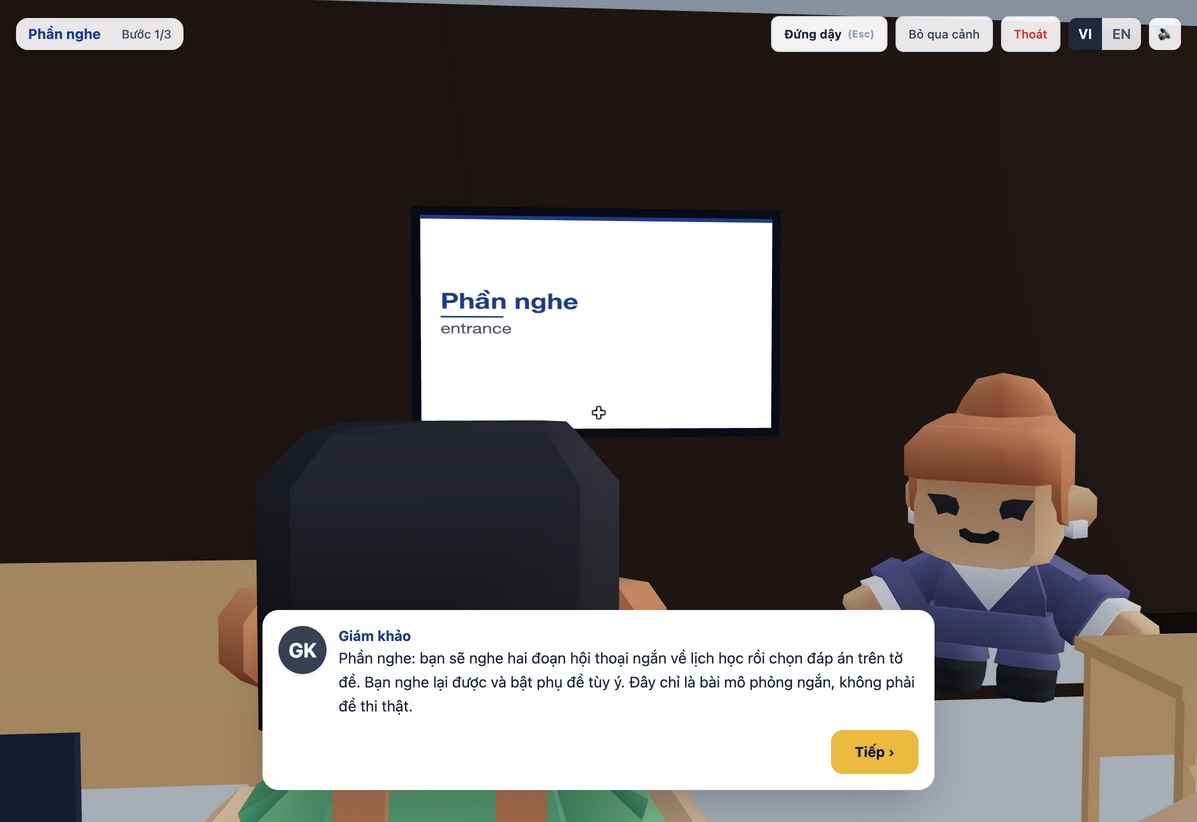 Phần nghe Bước 1/3
Đứng dậy (Esc) Bỏ qua cảnh Thoát VI EN
Phần nghe
entrance
GK
Giám khảo
Phần nghe: bạn sẽ nghe hai đoạn hội thoại ngắn về lịch học rồi chọn đáp án trên tờ
đề. Bạn nghe lại được và bật phụ đề tùy ý. Đây chỉ là bài mô phỏng ngắn, không phải
đề thi thật.
Tiếp ›